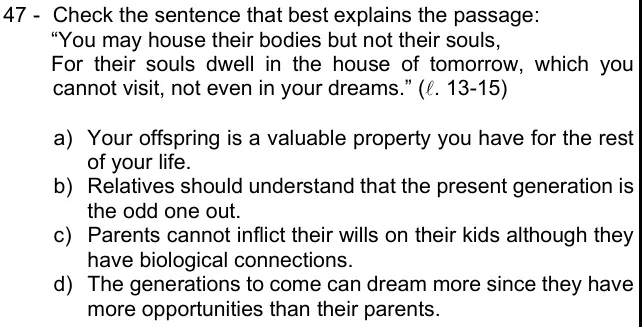 47 - Check the sentence that best explains the passage:
“You may house their bodies but not their souls,
For their souls dwell in the house of tomorrow, which you
cannot visit, not even in your dreams.” (ℓ. 13-15)
a) Your offspring is a valuable property you have for the rest
of your life.
b) Relatives should understand that the present generation is
the odd one out.
c) Parents cannot inflict their wills on their kids although they
have biological connections.
d) The generations to come can dream more since they have
more opportunities than their parents.